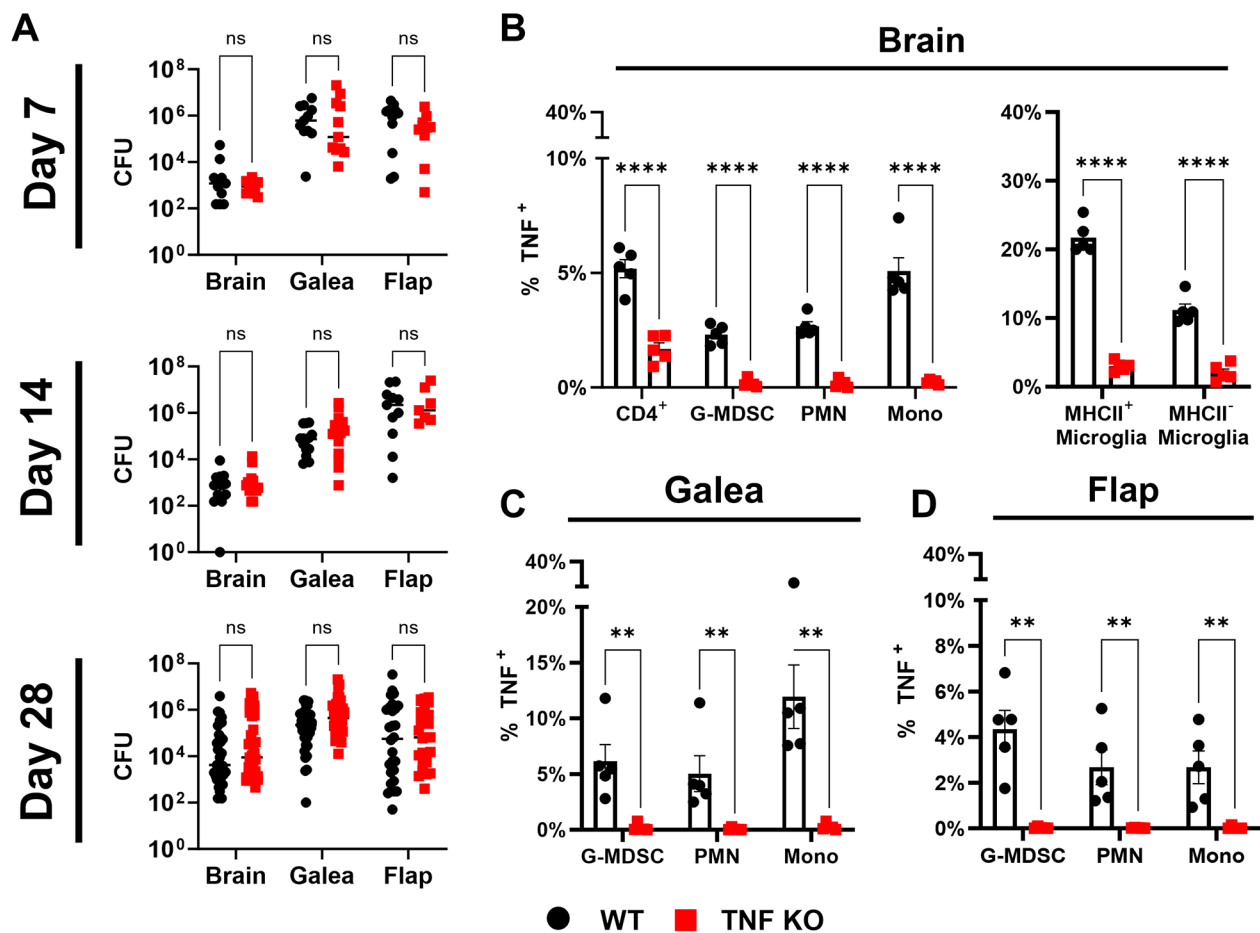 A
Day 7
ns ns ns
CFU
10⁸
10⁶
10⁴
10²
10⁰
Brain Galea Flap
Day 14
ns ns ns
CFU
10⁸
10⁶
10⁴
10²
10⁰
Brain Galea Flap
Day 28
ns ns ns
CFU
10⁸
10⁶
10⁴
10²
10⁰
Brain Galea Flap
B
Brain
% TNF⁺
40%
10%
5%
0%
**** **** **** ****
CD4⁺ G-MDSC PMN Mono
40%
30%
20%
10%
0%
**** ****
MHCII⁺ MHCII⁻
Microglia Microglia
C
Galea
% TNF⁺
40%
20%
15%
10%
5%
0%
** ** **
G-MDSC PMN Mono
D
Flap
% TNF⁺
40%
10%
8%
6%
4%
2%
0%
** ** **
G-MDSC PMN Mono
WT TNF KO